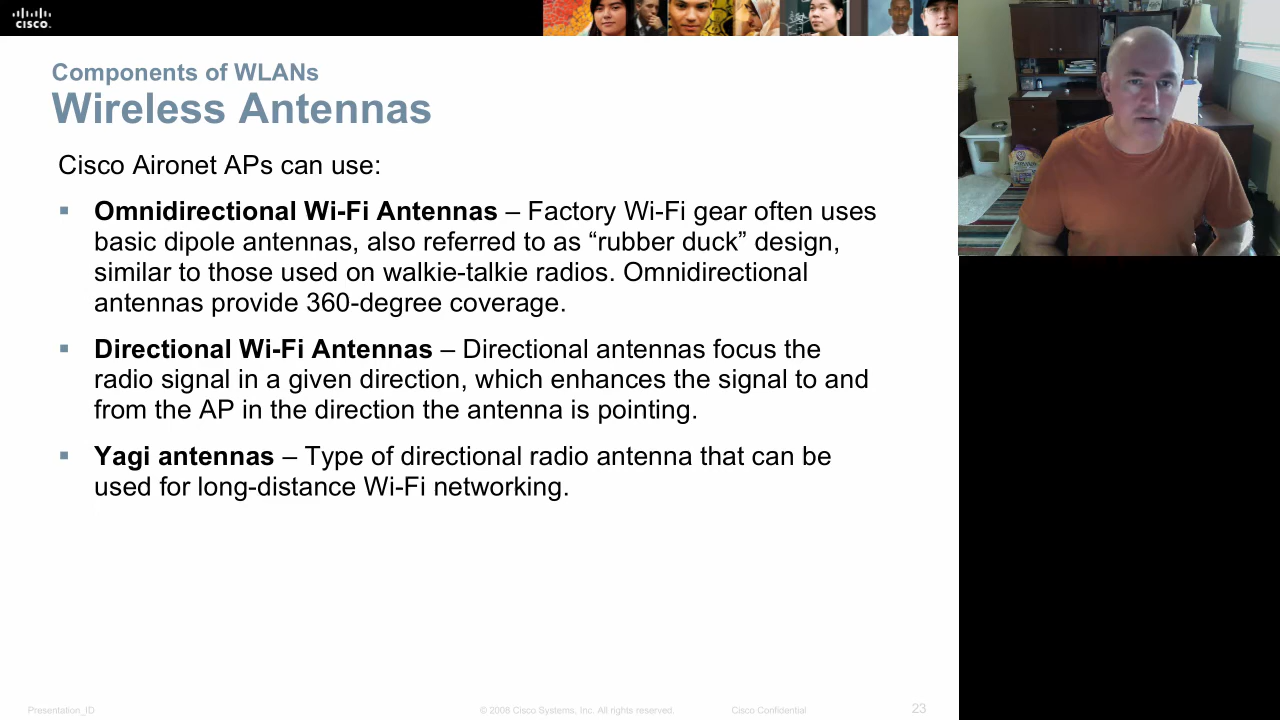 cisco.
Components of WLANs
Wireless Antennas
Cisco Aironet APs can use:
▪ Omnidirectional Wi-Fi Antennas – Factory Wi-Fi gear often uses
basic dipole antennas, also referred to as “rubber duck” design,
similar to those used on walkie-talkie radios. Omnidirectional
antennas provide 360-degree coverage.
▪ Directional Wi-Fi Antennas – Directional antennas focus the
radio signal in a given direction, which enhances the signal to and
from the AP in the direction the antenna is pointing.
▪ Yagi antennas – Type of directional radio antenna that can be
used for long-distance Wi-Fi networking.
Presentation_ID
© 2008 Cisco Systems, Inc. All rights reserved.
Cisco Confidential
23